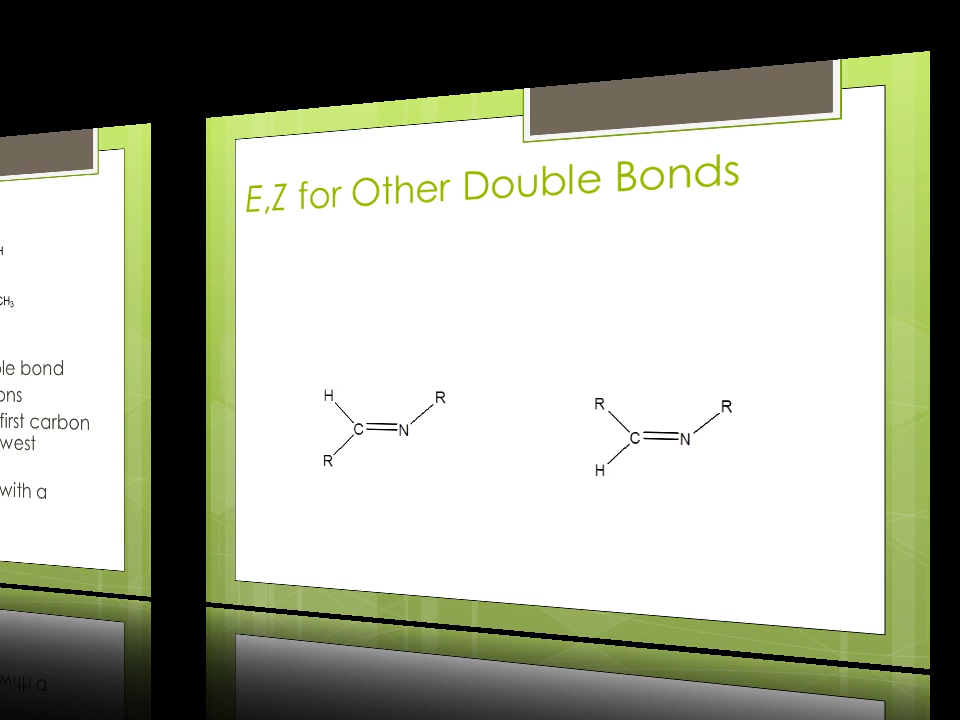 H
CH3
le bond
ons
first carbon
west
with a
E,Z for Other Double Bonds
H
R
C
N
R
R
R
C
N
H